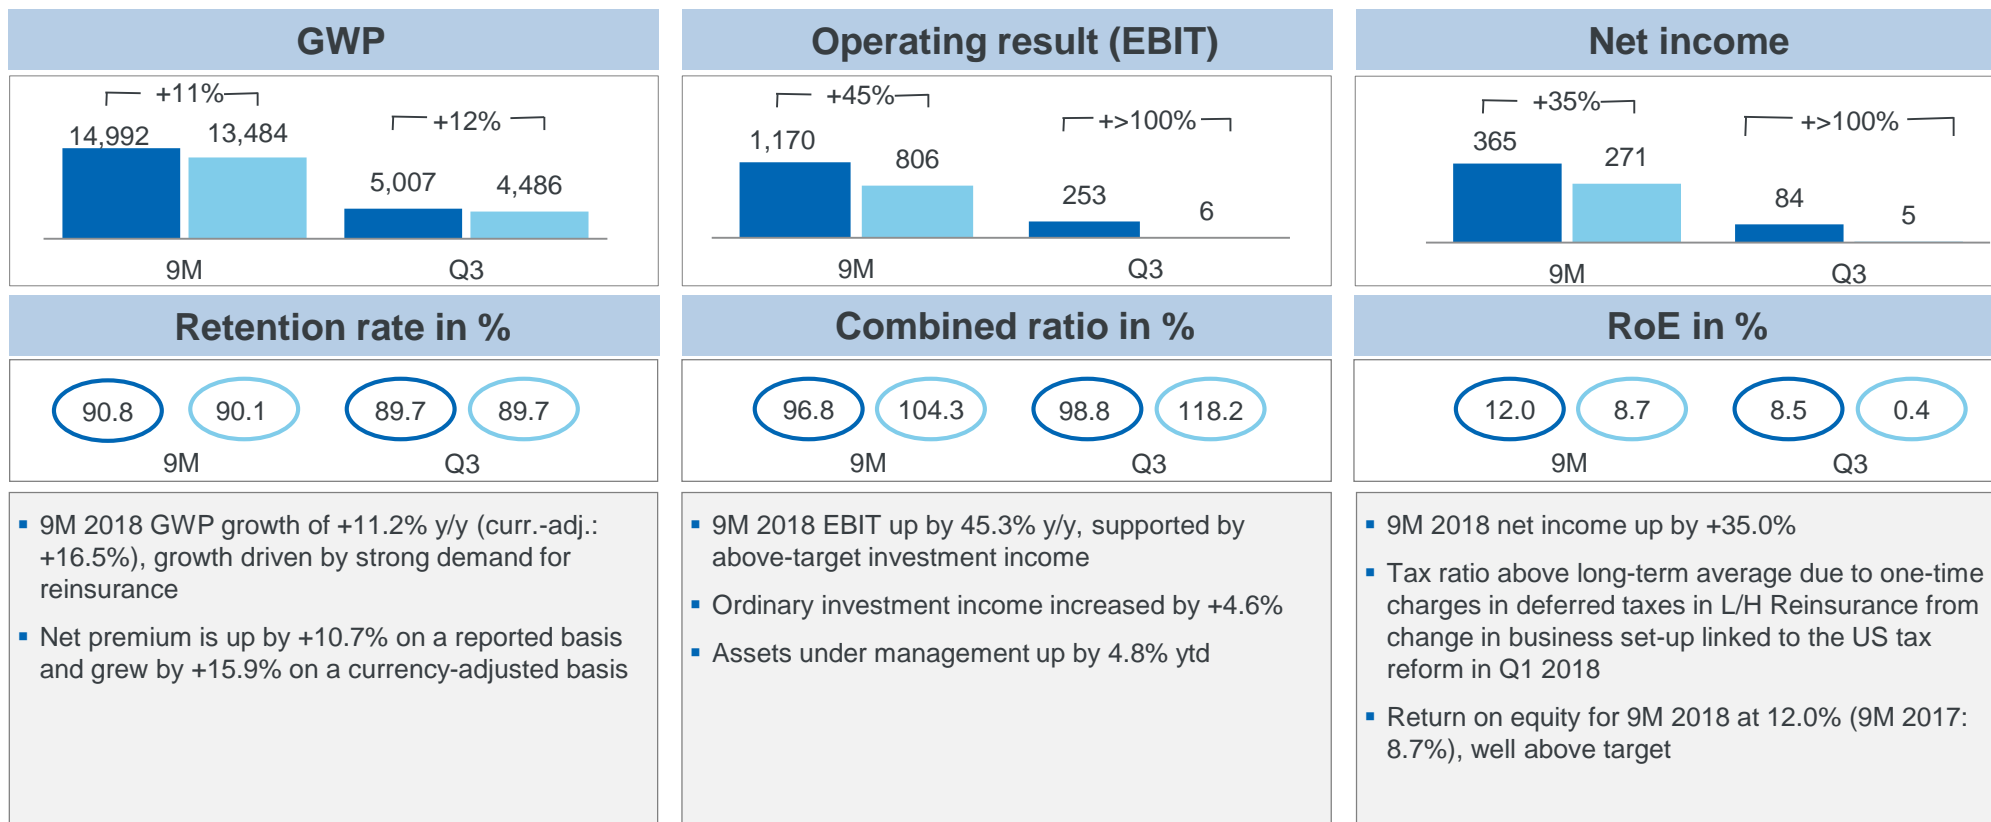 GWP
+11%
14,992
13,484
+12%
5,007
4,486
9M
Q3
Operating result (EBIT)
+45%
1,170
806
+>100%
253
6
9M
Q3
Net income
+35%
365
271
+>100%
84
5
9M
Q3
Retention rate in %
90.8
90.1
89.7
89.7
9M
Q3
Combined ratio in %
96.8
104.3
98.8
118.2
9M
Q3
RoE in %
12.0
8.7
8.5
0.4
9M
Q3
▪ 9M 2018 GWP growth of +11.2% y/y (curr.-adj.:
+16.5%), growth driven by strong demand for
reinsurance
▪ Net premium is up by +10.7% on a reported basis
and grew by +15.9% on a currency-adjusted basis
▪ 9M 2018 EBIT up by 45.3% y/y, supported by
above-target investment income
▪ Ordinary investment income increased by +4.6%
▪ Assets under management up by 4.8% ytd
▪ 9M 2018 net income up by +35.0%
▪ Tax ratio above long-term average due to one-time
charges in deferred taxes in L/H Reinsurance from
change in business set-up linked to the US tax
reform in Q1 2018
▪ Return on equity for 9M 2018 at 12.0% (9M 2017:
8.7%), well above target